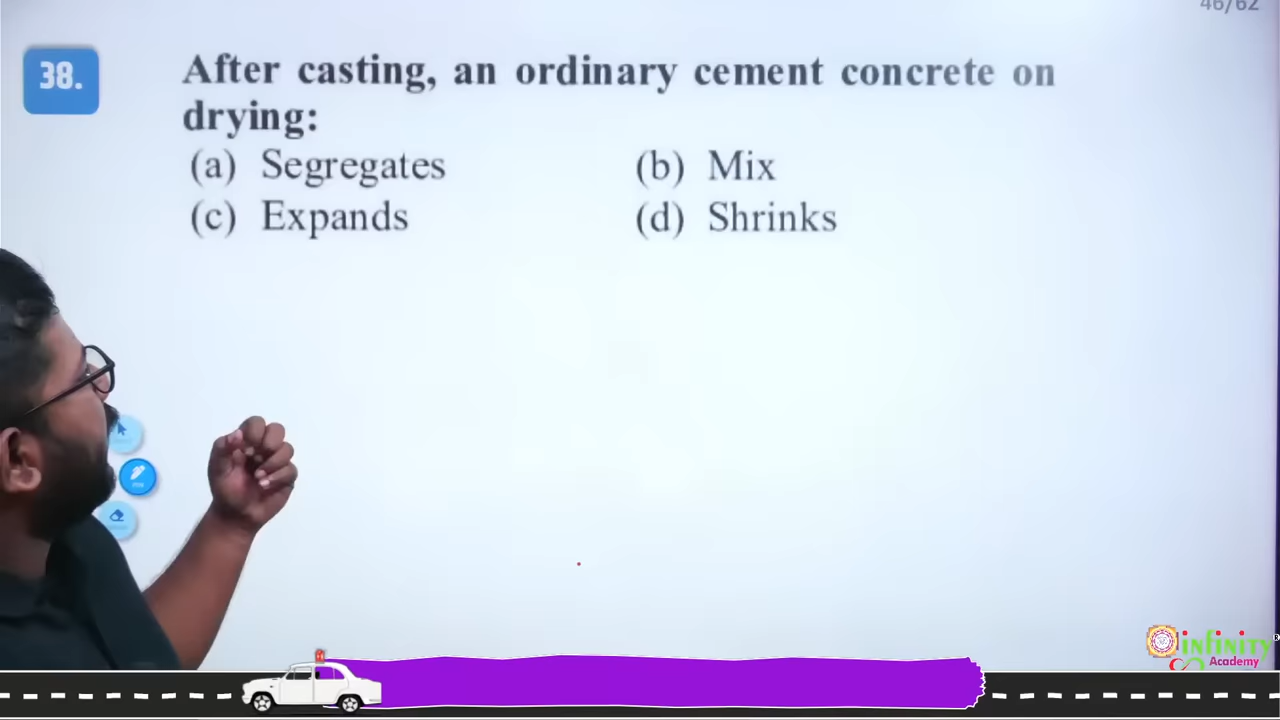 46/62
38.
After casting, an ordinary cement concrete on
drying:
(a) Segregates
(b) Mix
(c) Expands
(d) Shrinks
infinity
Academy